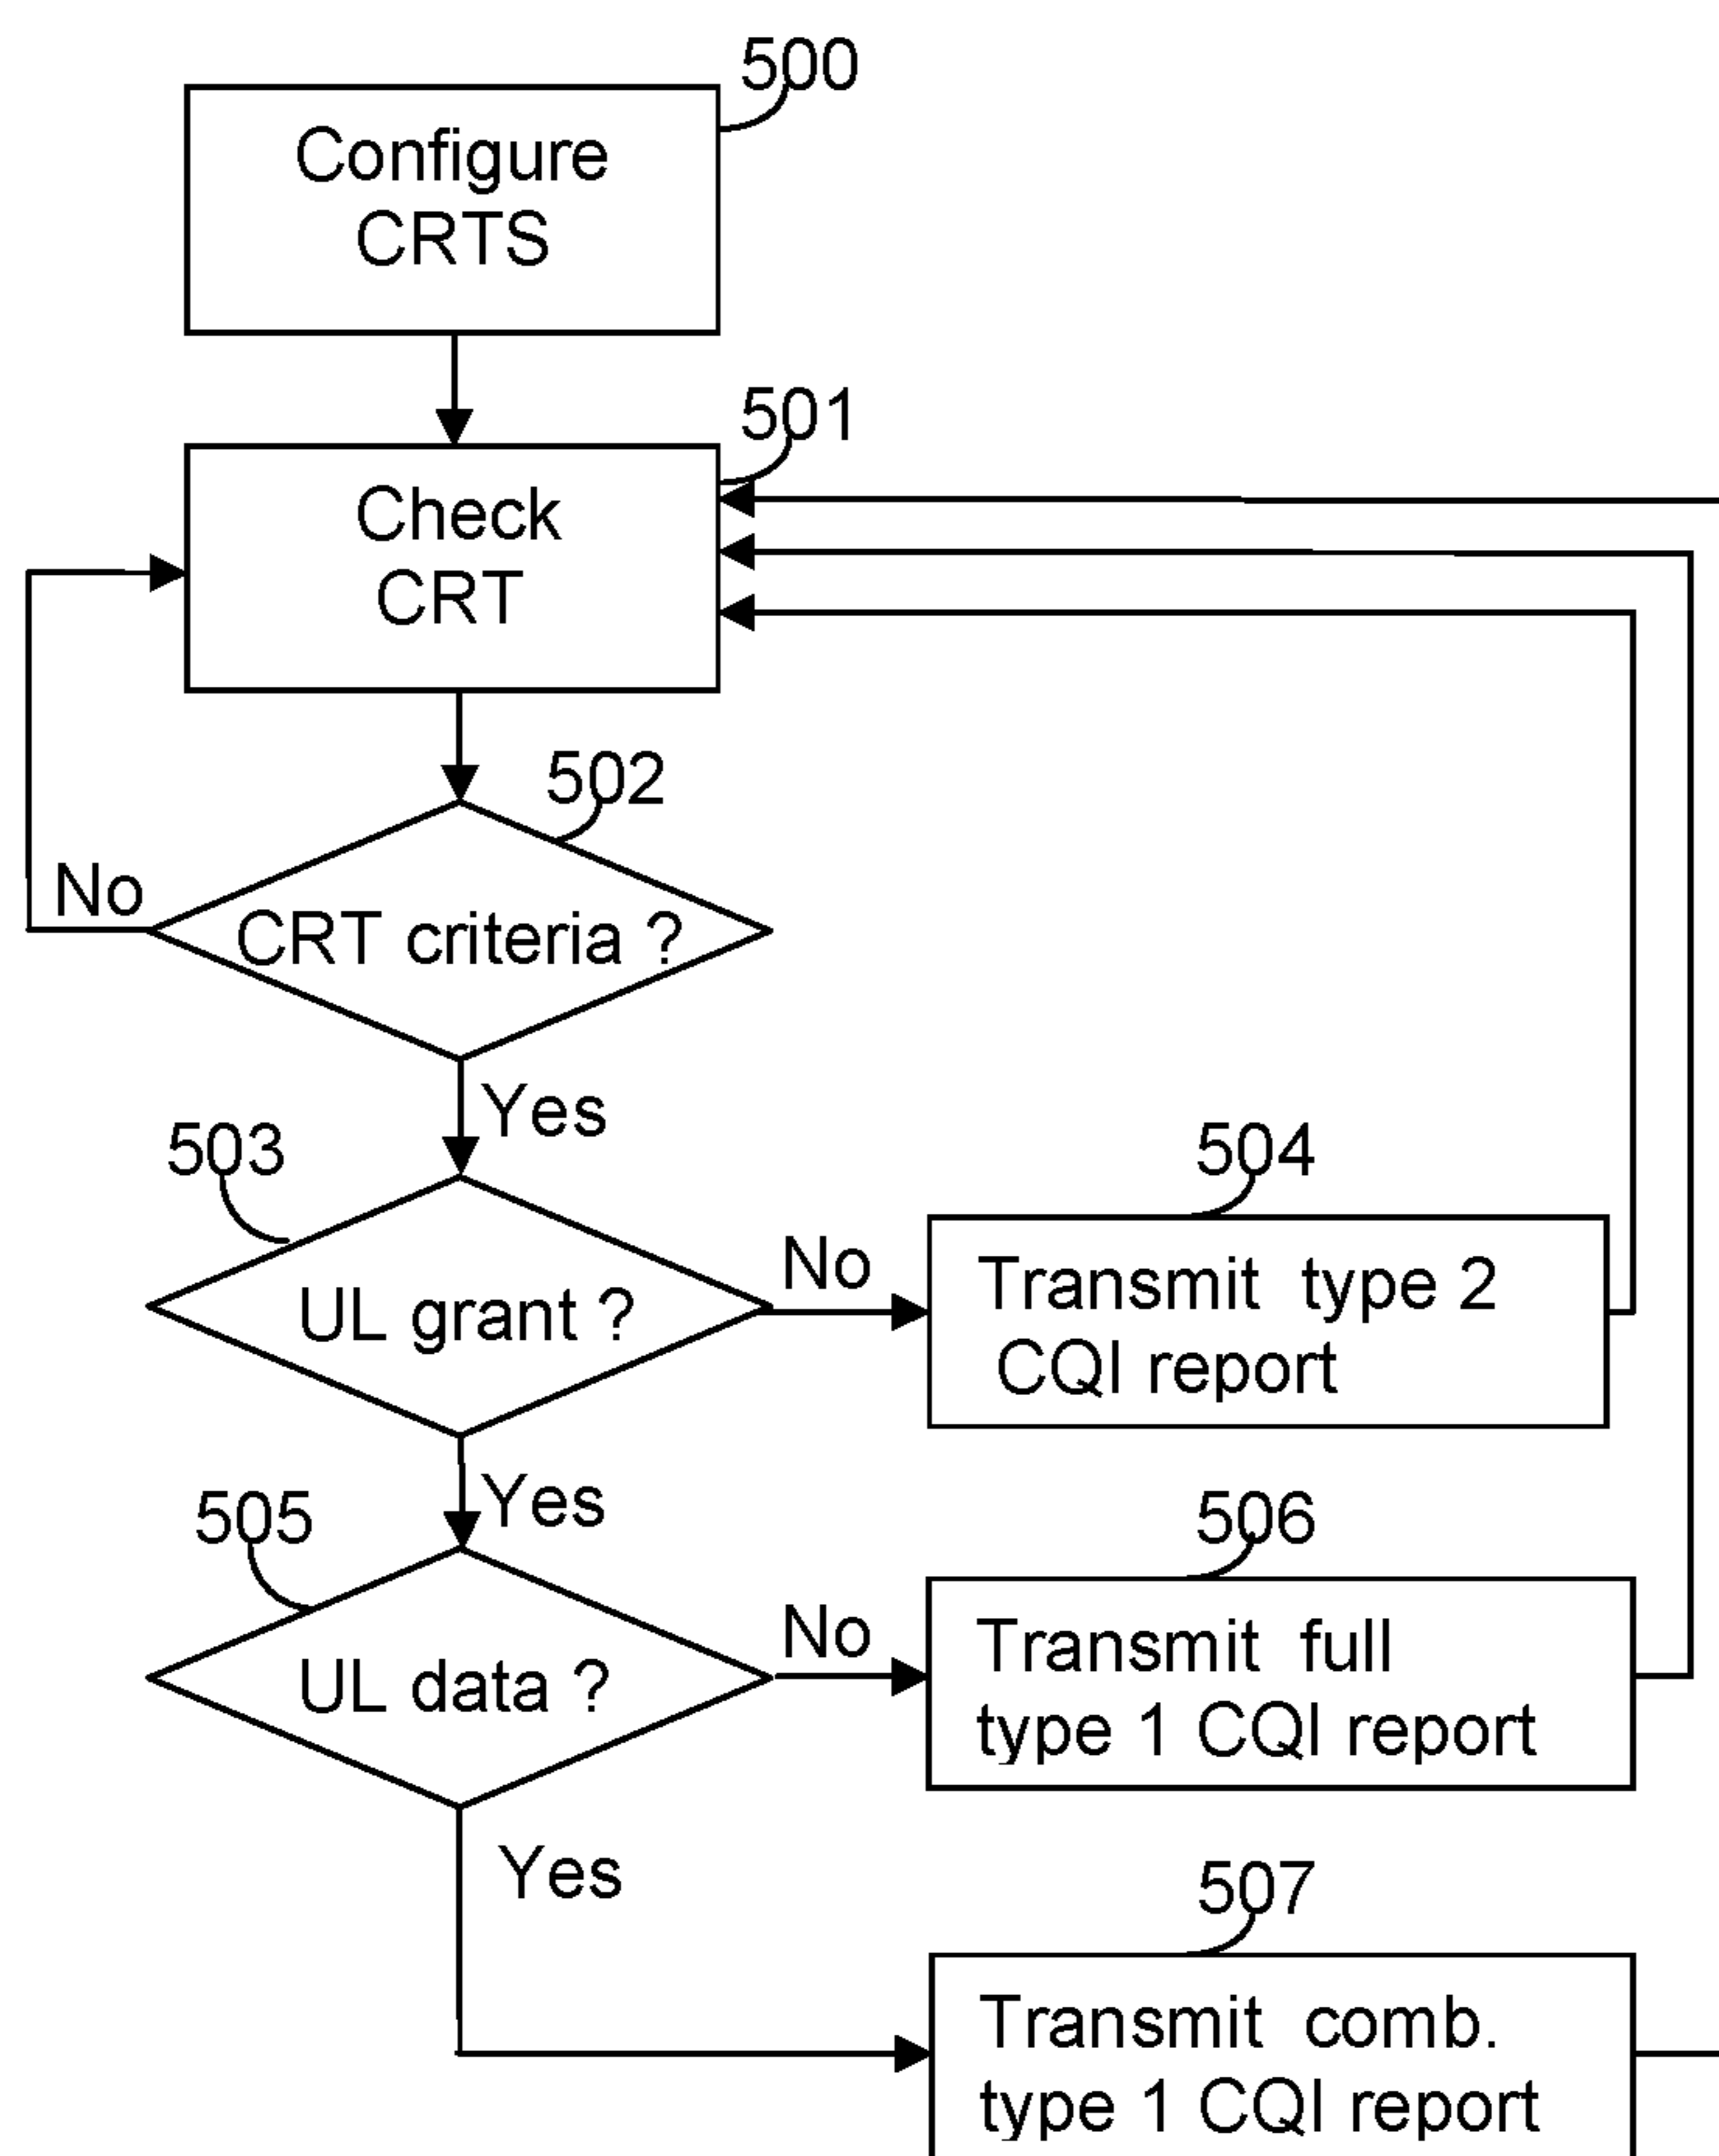 500
Configure
CRTS
501
Check
CRT
502
No
CRT criteria ?
Yes
503
504
UL grant ?
No
Transmit type 2
CQI report
Yes
505
506
UL data ?
No
Transmit full
type 1 CQI report
Yes
507
Transmit comb.
type 1 CQI report